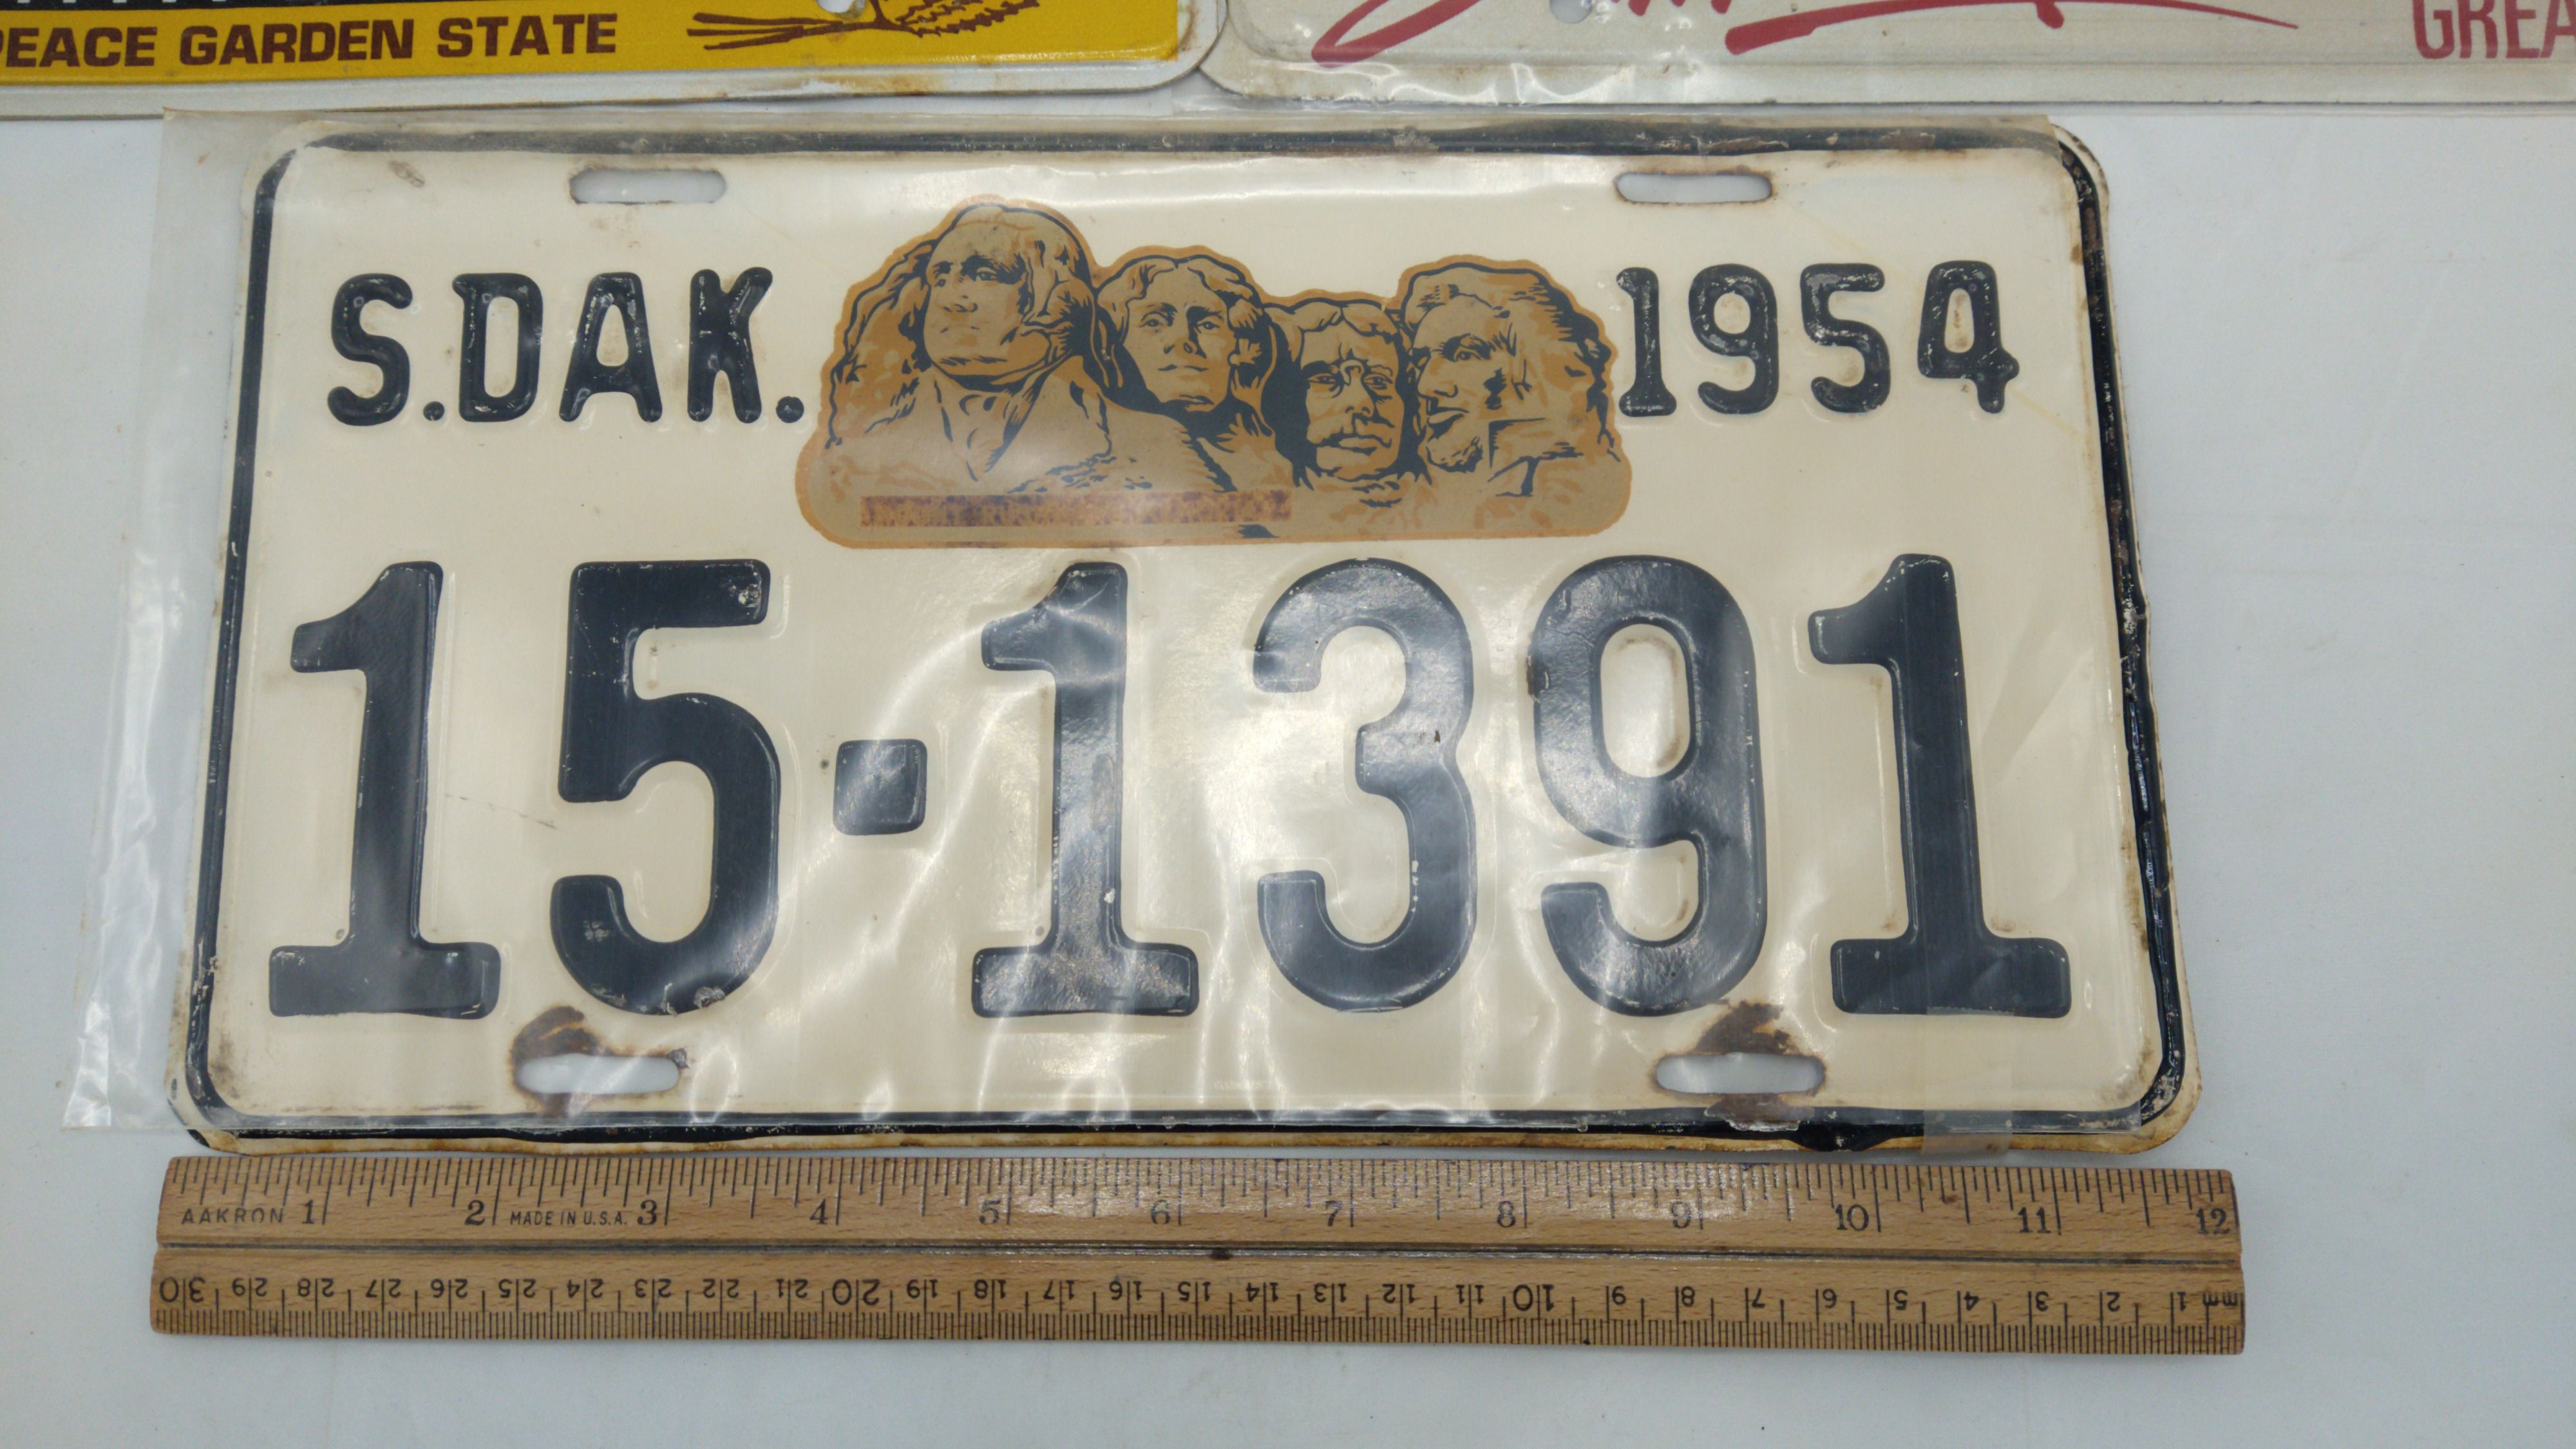 PEACE GARDEN STATE
GREA
S.DAK. 1954
15-1391
AAKRON 1 2 MADE IN U.S.A. 3 4 5 6 7 8 9 10 11 12
30 29 28 27 26 25 24 23 22 21 20 19 18 17 16 15 14 13 12 11 10 9 8 7 6 5 4 3 2 1 mm